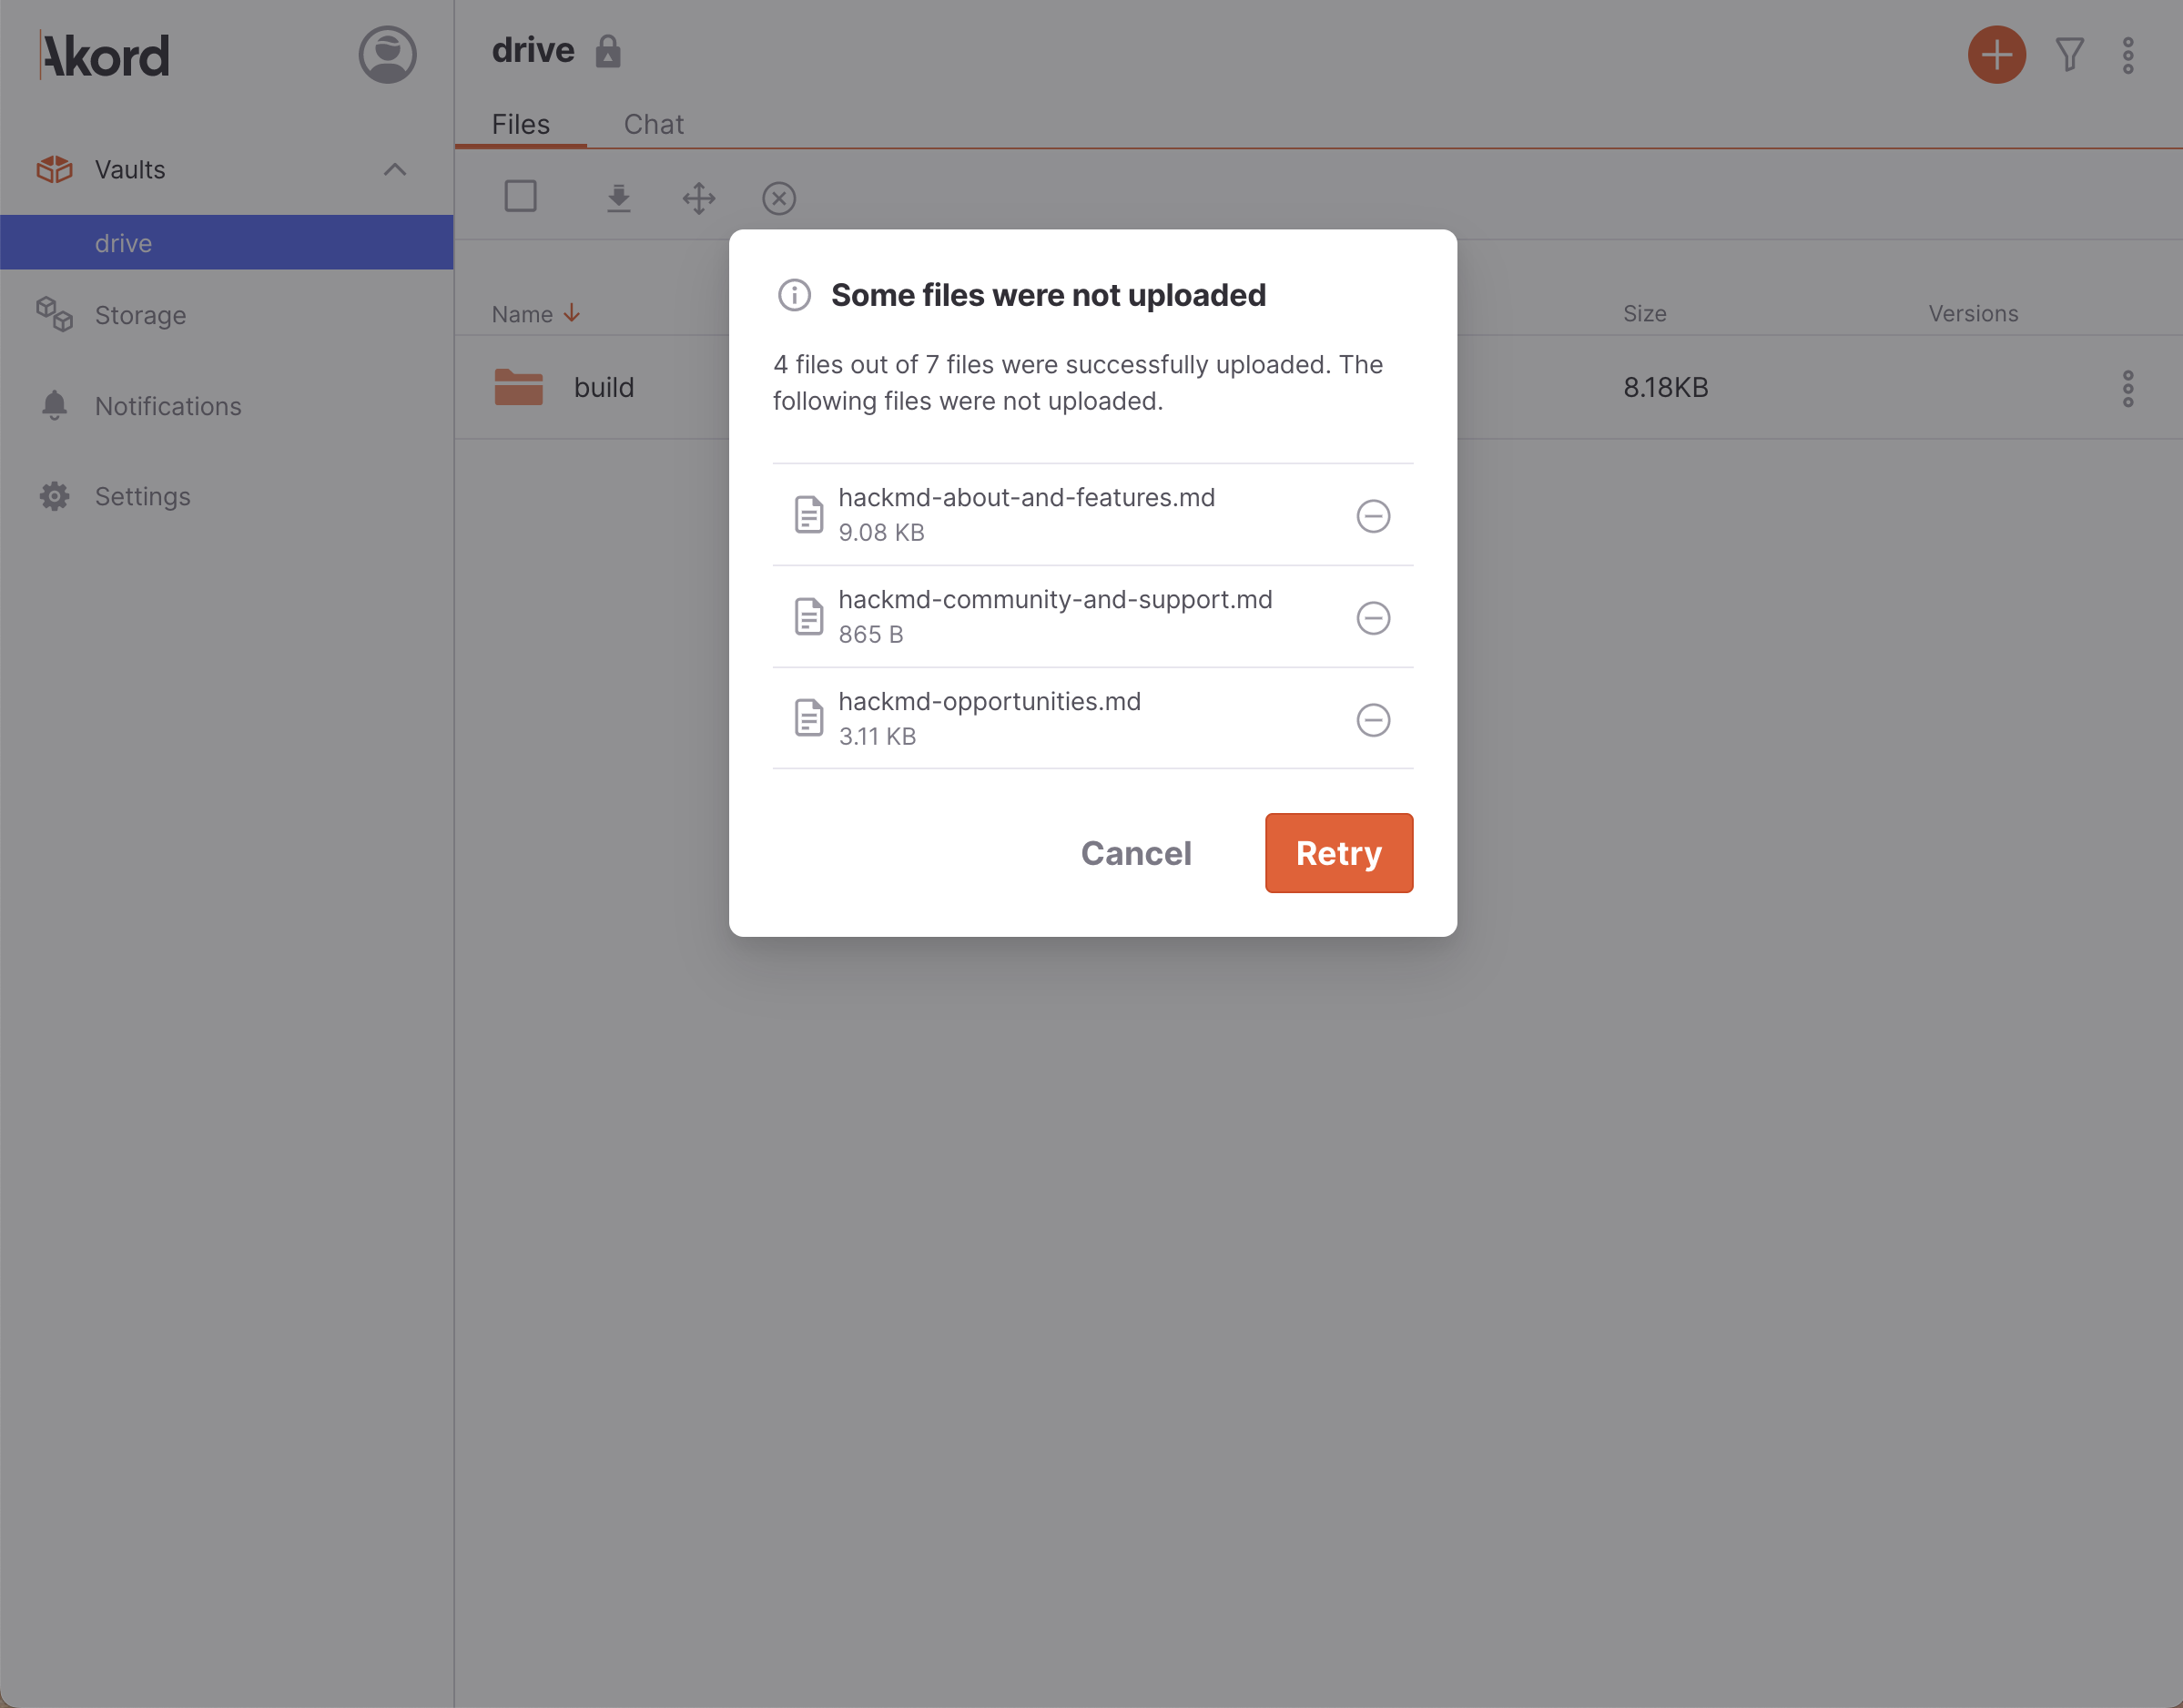 Akord
Vaults
drive
Storage
Notifications
Settings
drive
Files
Chat
Name
Size
Versions
build
8.18KB
Some files were not uploaded
4 files out of 7 files were successfully uploaded. The
following files were not uploaded.
hackmd-about-and-features.md
9.08 KB
hackmd-community-and-support.md
865 B
hackmd-opportunities.md
3.11 KB
Cancel
Retry